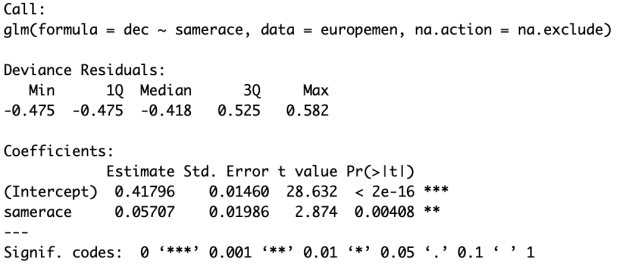 Call:
glm(formula = dec ~ samerace, data = europemen, na.action = na.exclude)
Deviance Residuals:
Min 1Q Median 3Q Max
-0.475 -0.475 -0.418 0.525 0.582
Coefficients:
Estimate Std. Error t value Pr(>|t|)
(Intercept) 0.41796 0.01460 28.632 < 2e-16 ***
samerace 0.05707 0.01986 2.874 0.00408 **
---
Signif. codes: 0 ‘***’ 0.001 ‘**’ 0.01 ‘*’ 0.05 ‘.’ 0.1 ‘ ’ 1